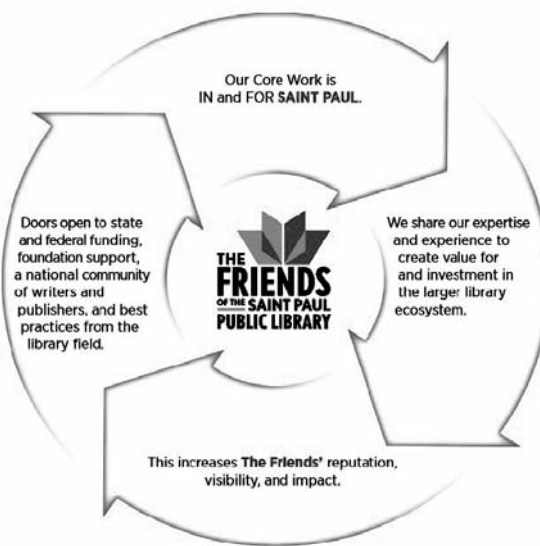 Our Core Work is
IN and FOR SAINT PAUL.
We share our expertise
and experience to
create value for
and investment in
the larger library
ecosystem.
This increases The Friends' reputation,
visibility, and impact.
Doors open to state
and federal funding,
foundation support,
a national community
of writers and
publishers, and best
practices from the
library field.
THE
FRIENDS
OF THE SAINT PAUL
PUBLIC LIBRARY